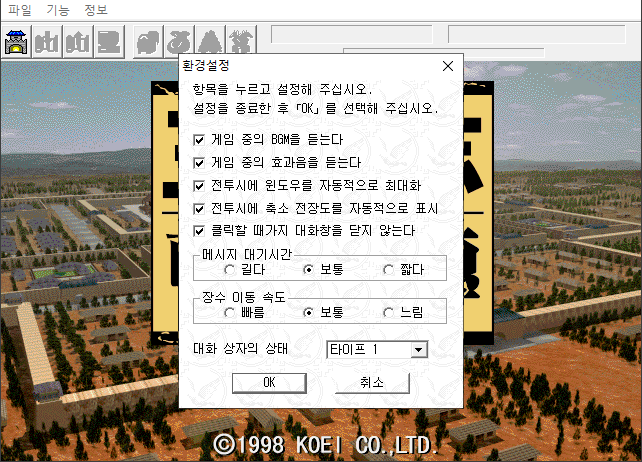 파일 기능 정보
환경설정
항목을 누르고 설정해 주십시오.
설정을 종료한 후 「OK」를 선택해 주십시오.
게임 중의 BGM을 듣는다
게임 중의 효과음을 듣는다
전투시에 윈도우를 자동적으로 최대화
전투시에 축소 전장도를 자동적으로 표시
클릭할 때가지 대화창을 닫지 않는다
메시지 대기시간
길다 보통 짧다
장수 이동 속도
빠름 보통 느림
대화 상자의 상태 타이프 1
OK 취소
©1998 KOEI CO.,LTD.